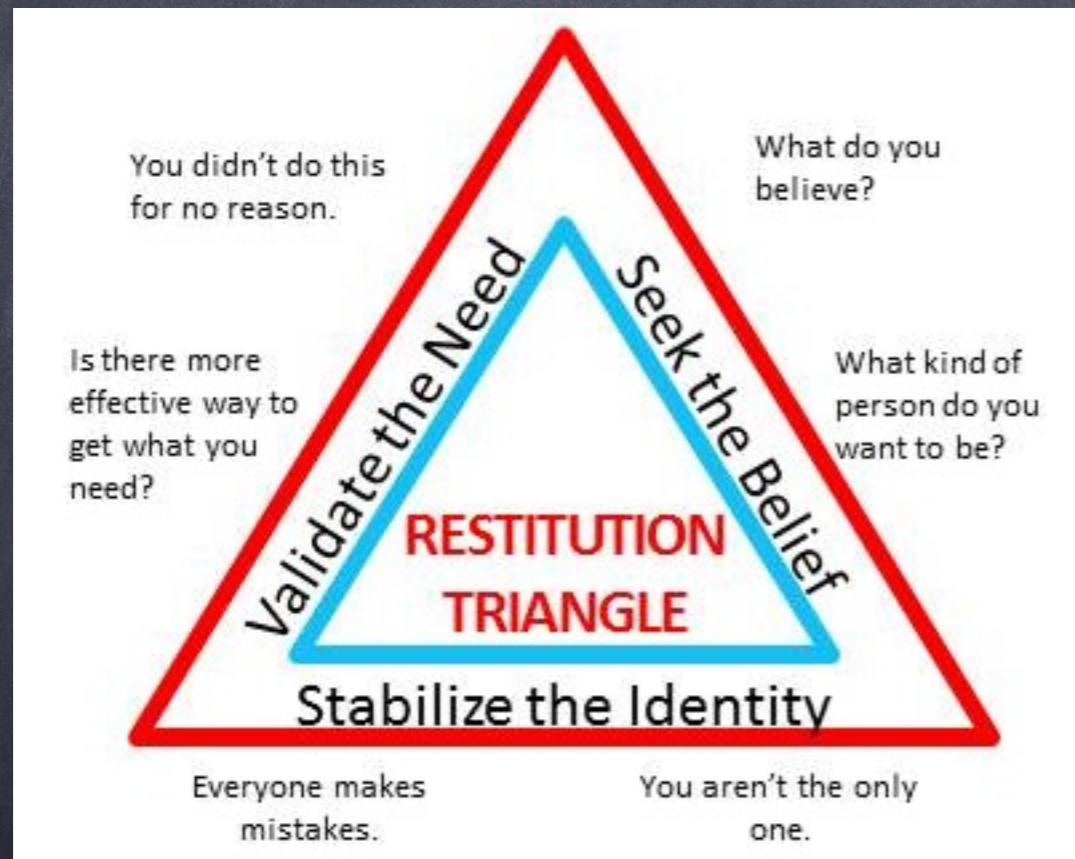 You didn't do this
for no reason.
What do you
believe?
Is there more
effective way to
get what you
need?
What kind of
person do you
want to be?
Validate the Need
Seek the Belief
RESTITUTION
TRIANGLE
Stabilize the Identity
Everyone makes
mistakes.
You aren't the only
one.